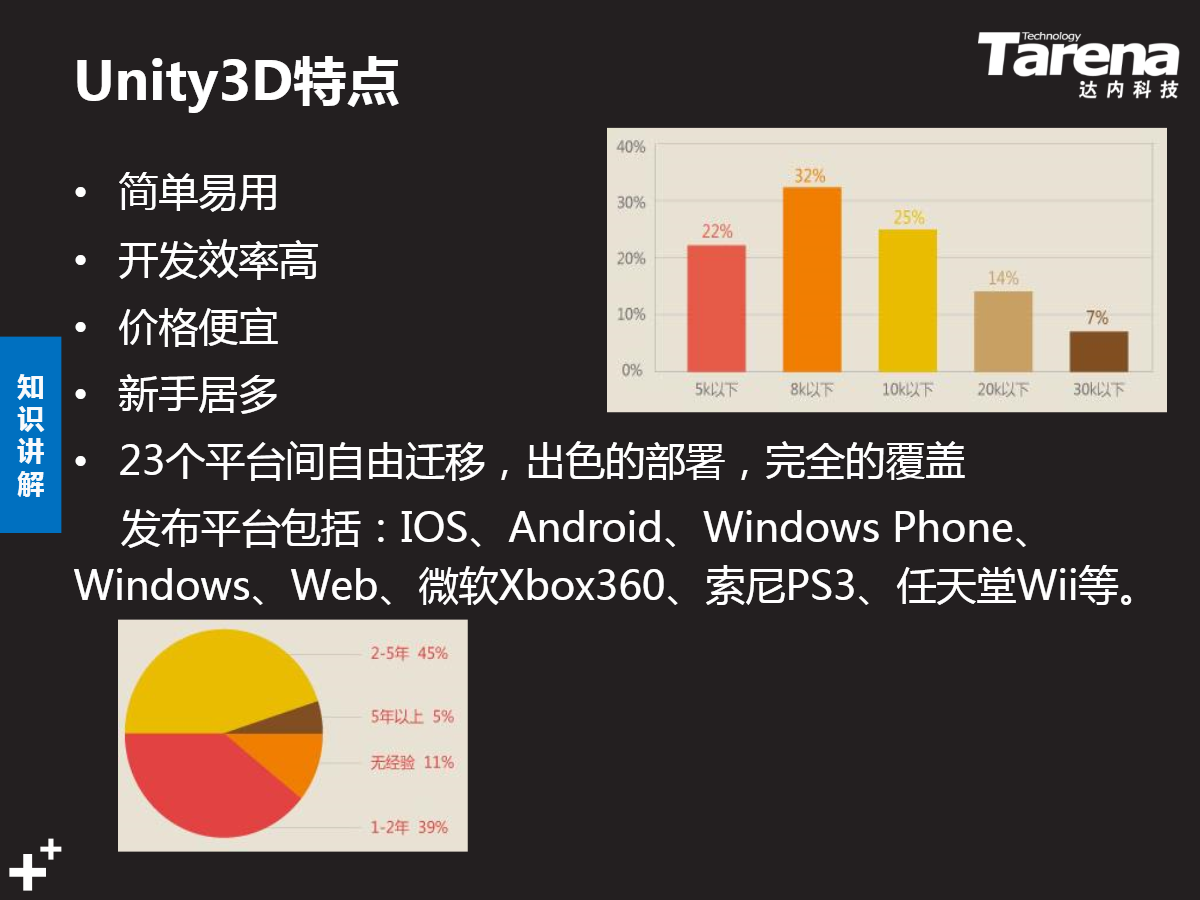 Unity3D特点
Technology
Tarena
达内科技
• 简单易用
• 开发效率高
• 价格便宜
• 新手居多
• 23个平台间自由迁移，出色的部署，完全的覆盖
发布平台包括：IOS、Android、Windows Phone、
Windows、Web、微软Xbox360、索尼PS3、任天堂Wii等。
知识讲解
40%
30%
20%
10%
0%
22%
32%
25%
14%
7%
5k以下
8k以下
10k以下
20k以下
30k以下
2-5年 45%
5年以上 5%
无经验 11%
1-2年 39%